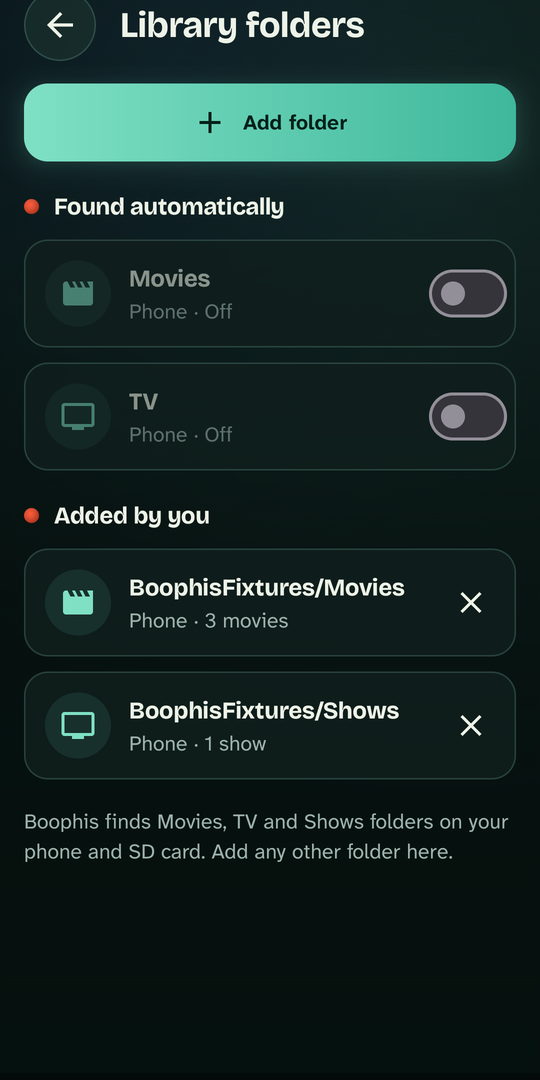 Library folders
Add folder
Found automatically
Movies
Phone · Off
TV
Phone · Off
Added by you
BoophisFixtures/Movies
Phone · 3 movies
BoophisFixtures/Shows
Phone · 1 show
Boophis finds Movies, TV and Shows folders on your
phone and SD card. Add any other folder here.